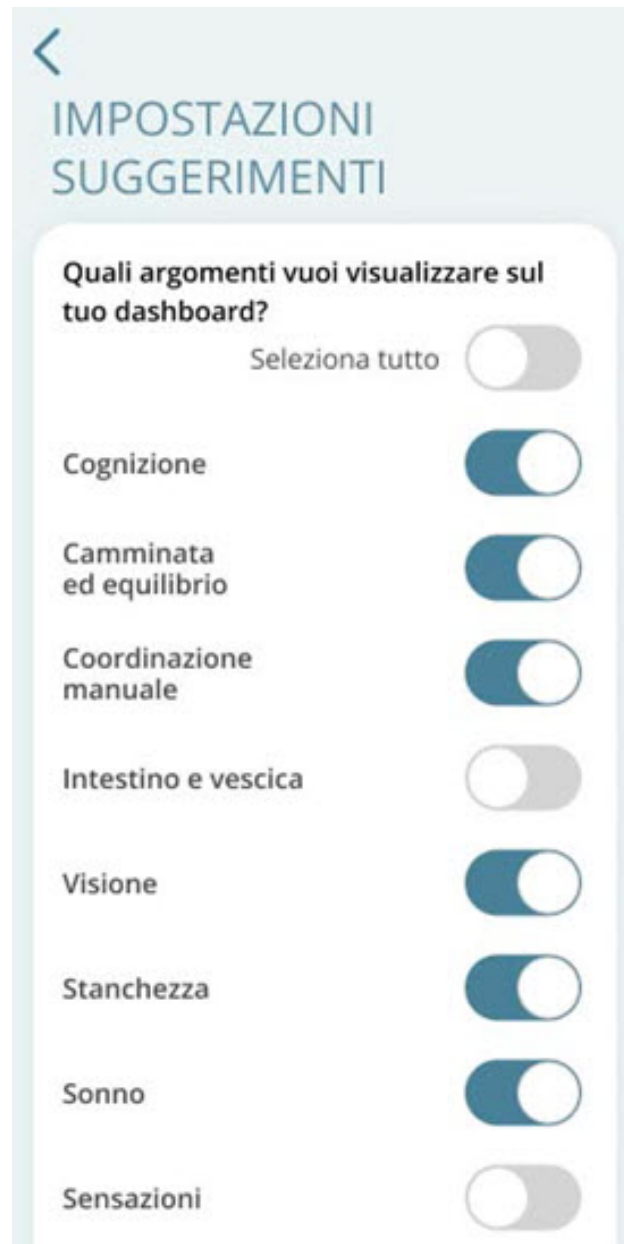 IMPOSTAZIONI
SUGGERIMENTI
Quali argomenti vuoi visualizzare sul
tuo dashboard?
Seleziona tutto
Cognizione
Camminata
ed equilibrio
Coordinazione
manuale
Intestino e vescica
Visione
Stanchezza
Sonno
Sensazioni